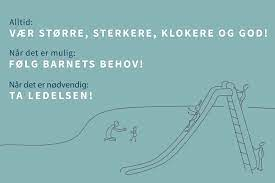 Alltid:
VÆR STØRRE, STERKERE, KLOKERE OG GOD!
Når det er mulig:
FØLG BARNETS BEHOV!
Når det er nødvendig:
TA LEDELSEN!